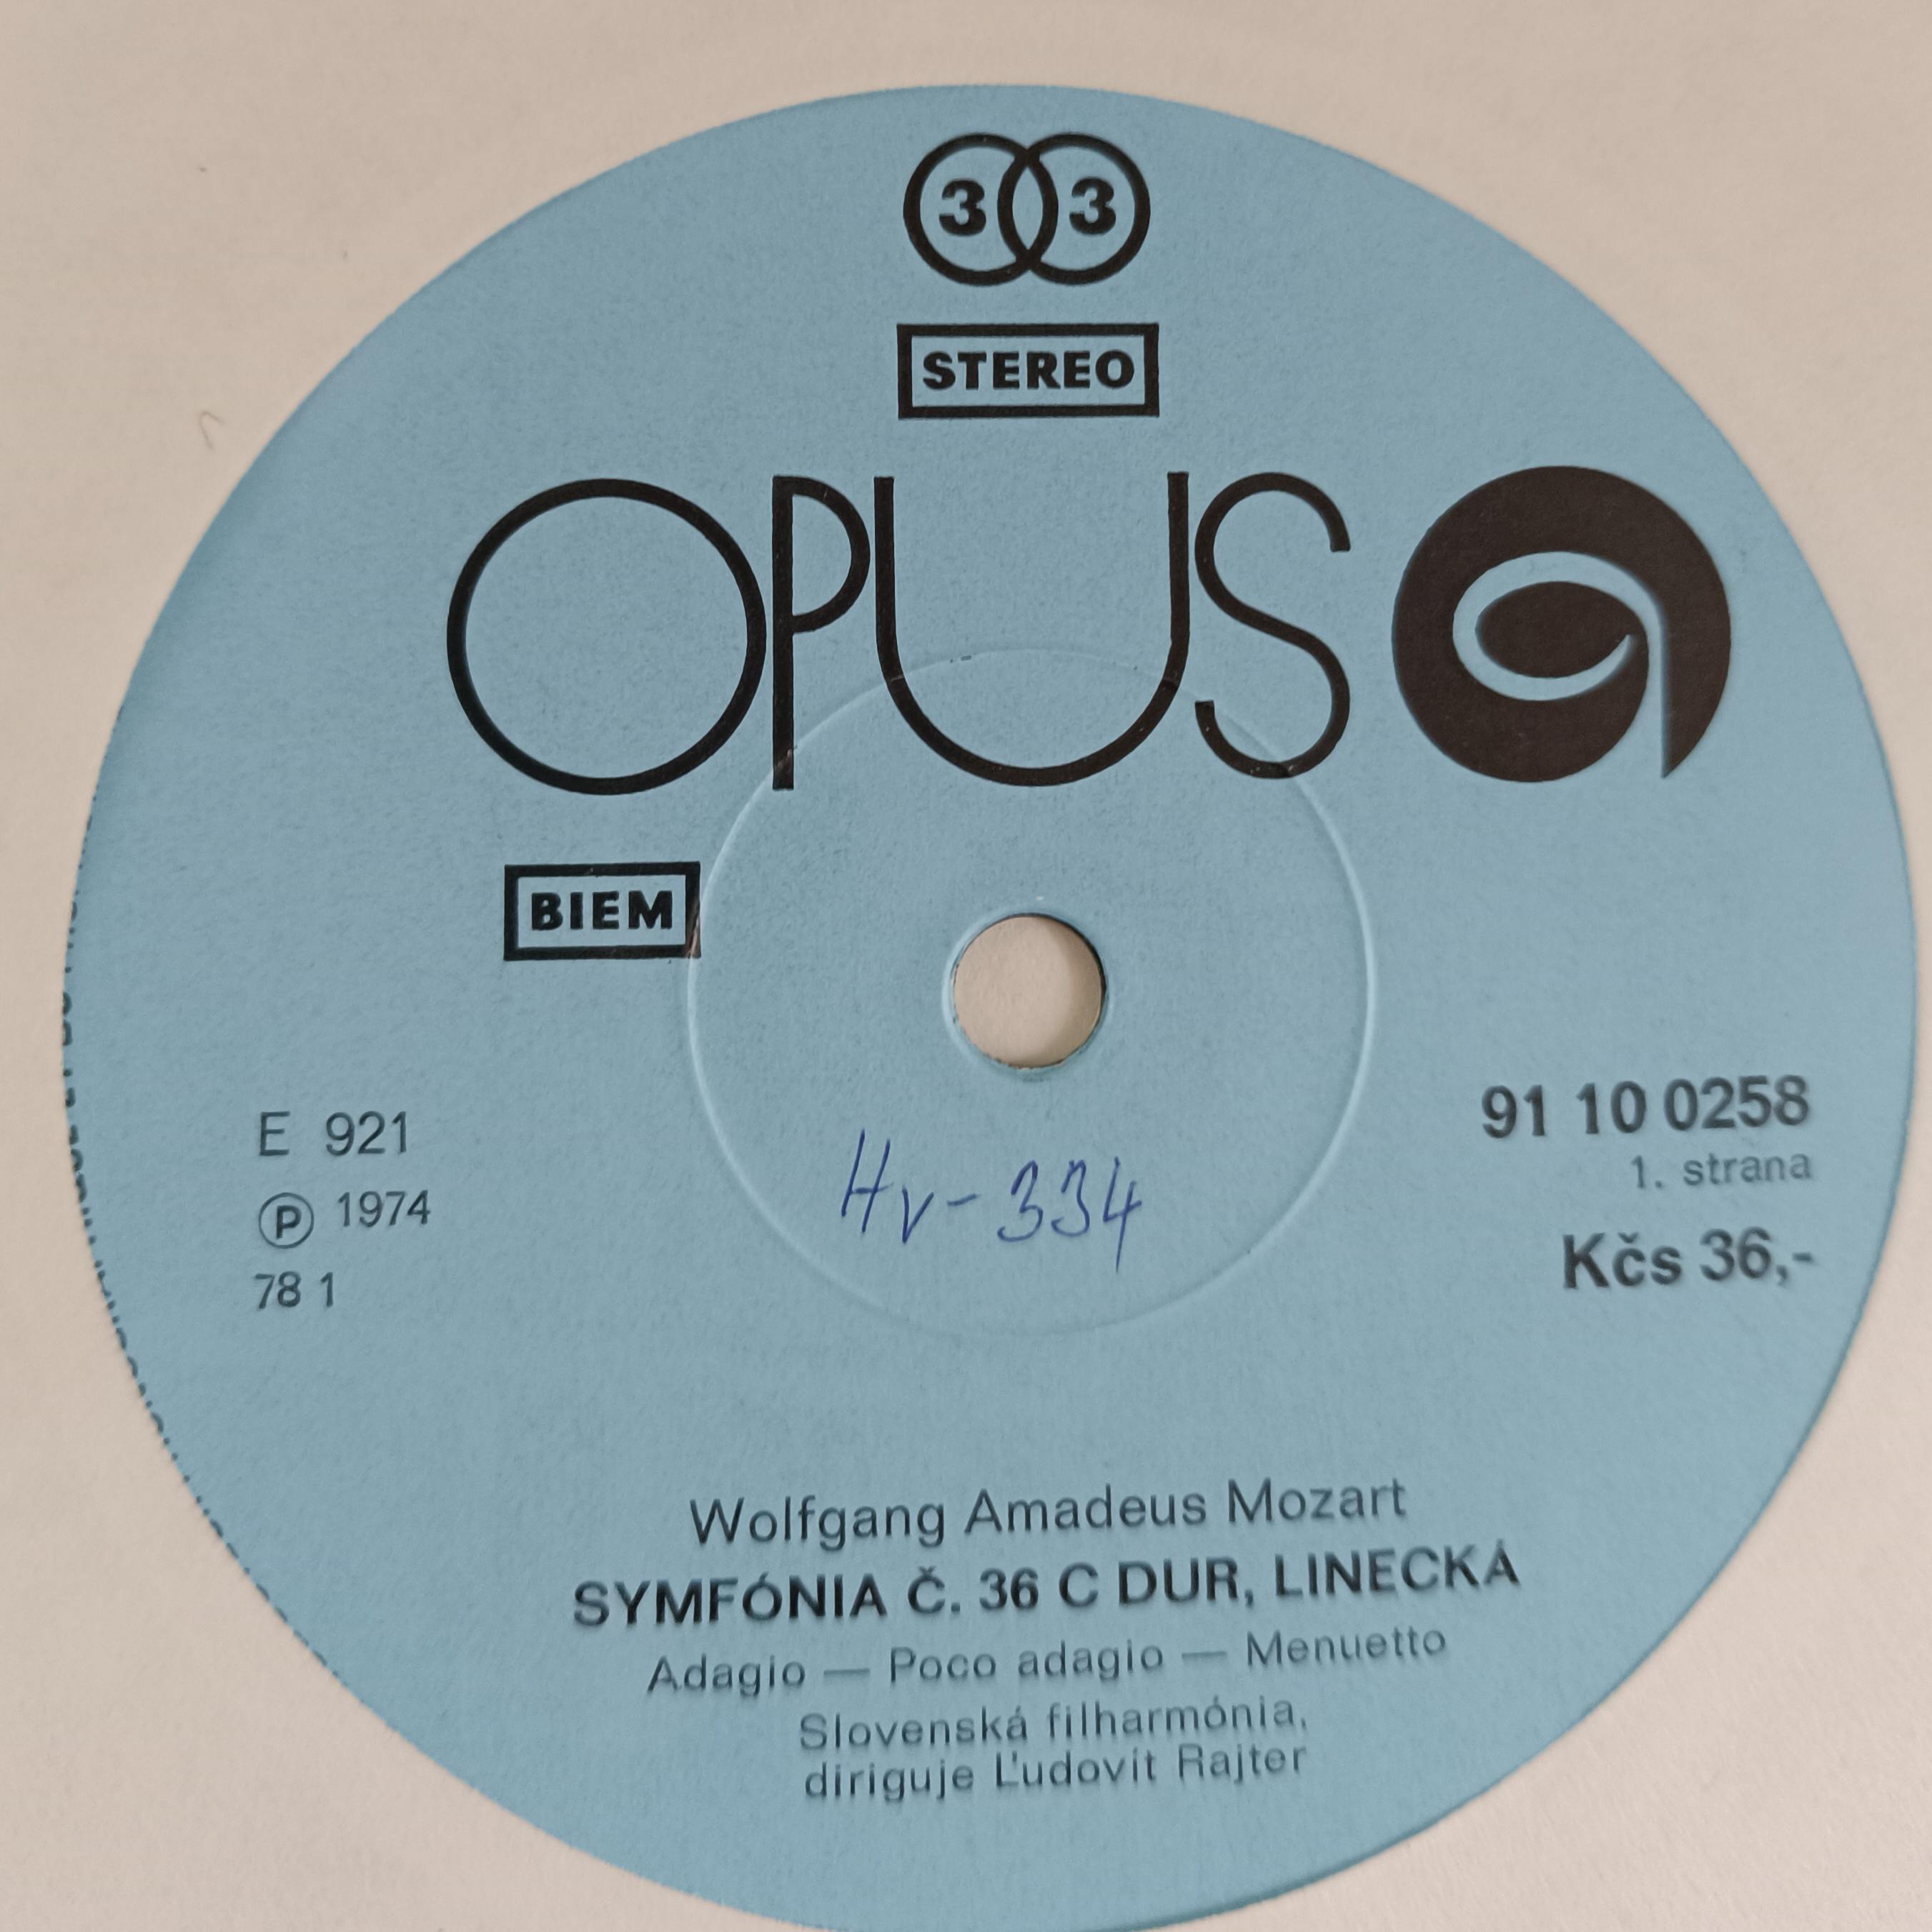 33
STEREO
OPUS
BIEM
E 921
Ⓟ 1974
78 1
Hv-334
91 10 0258
1. strana
Kčs 36,-
Wolfgang Amadeus Mozart
SYMFÓNIA Č. 36 C DUR, LINECKÁ
Adagio — Poco adagio — Menuetto
Slovenská filharmónia,
diriguje Ľudovít Rajter